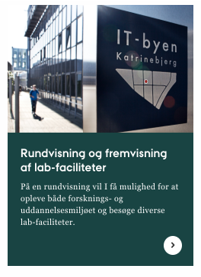 IT-byen
Katrinebjerg
Rundvisning og fremvisning
af lab-faciliteter
På en rundvisning vil I få mulighed for at
opleve både forsknings- og
uddannelsesmiljøet og besøge diverse
lab-faciliteter.